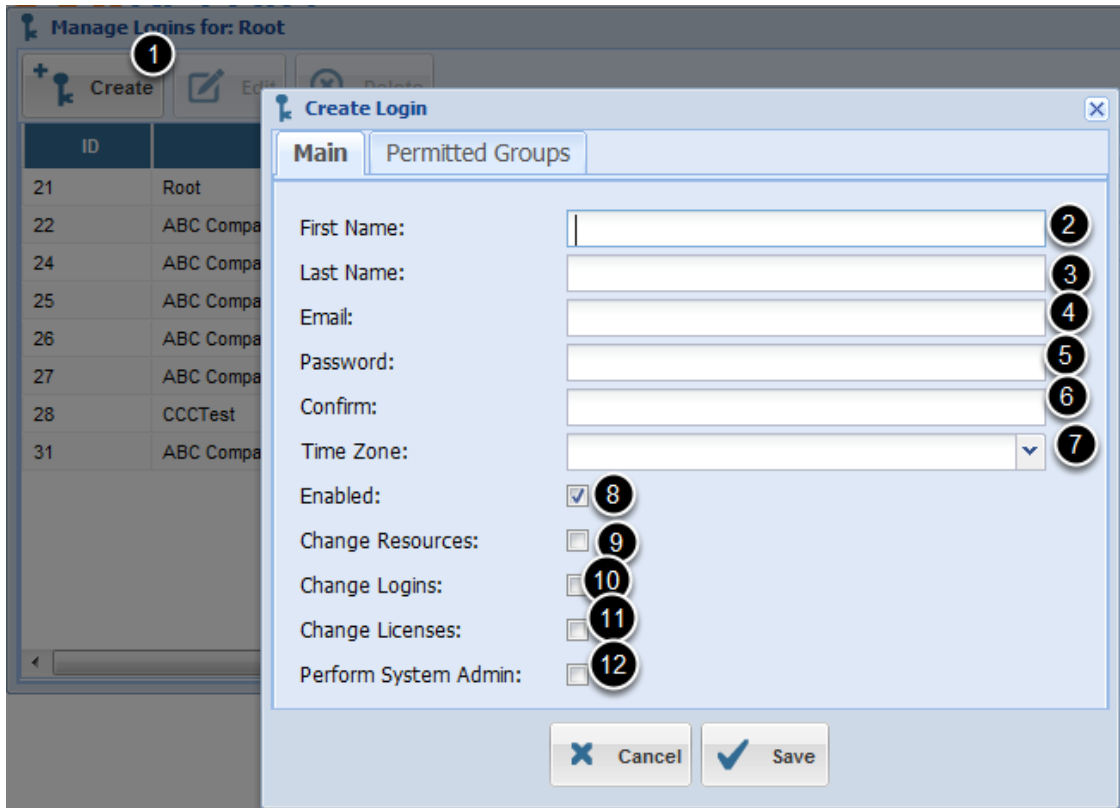 Manage Logins for: Root
1
Create Edit Delete
Create Login
ID
Main Permitted Groups
21 Root
22 ABC Compa
24 ABC Compa
25 ABC Compa
26 ABC Compa
27 ABC Compa
28 CCCTest
31 ABC Compa
First Name: 2
Last Name: 3
Email: 4
Password: 5
Confirm: 6
Time Zone: 7
Enabled: 8
Change Resources: 9
Change Logins: 10
Change Licenses: 11
Perform System Admin: 12
Cancel Save